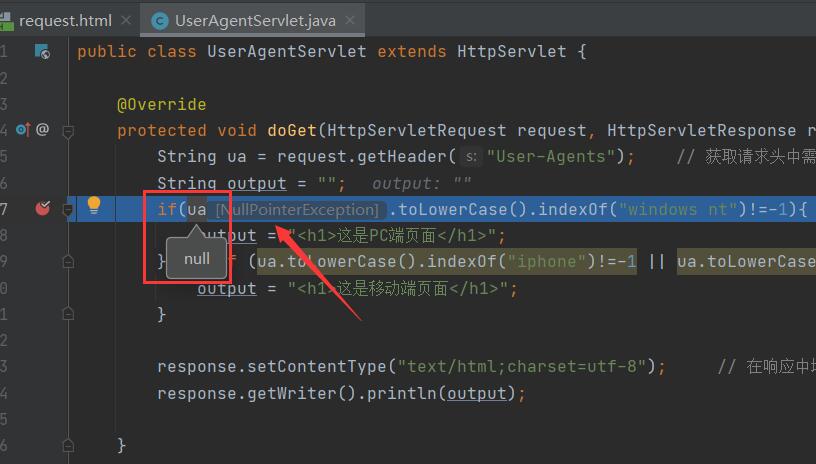 request.html × UserAgentServlet.java ×
1 public class UserAgentServlet extends HttpServlet {
2
3 @Override
4 @ protected void doGet(HttpServletRequest request, HttpServletResponse r
5 String ua = request.getHeader( s: "User-Agents"); // 获取请求头中需
6 String output = ""; output: ""
7 if(ua [NullPointerException] .toLowerCase().indexOf("windows nt")!=-1){
8 output = "<h1>这是PC端页面</h1>";
9 } f (ua.toLowerCase().indexOf("iphone")!=-1 || ua.toLowerCase
null
0 output = "<h1>这是移动端页面</h1>";
1 }
2
3 response.setContentType("text/html;charset=utf-8"); // 在响应中
4 response.getWriter().println(output);
5
6 }